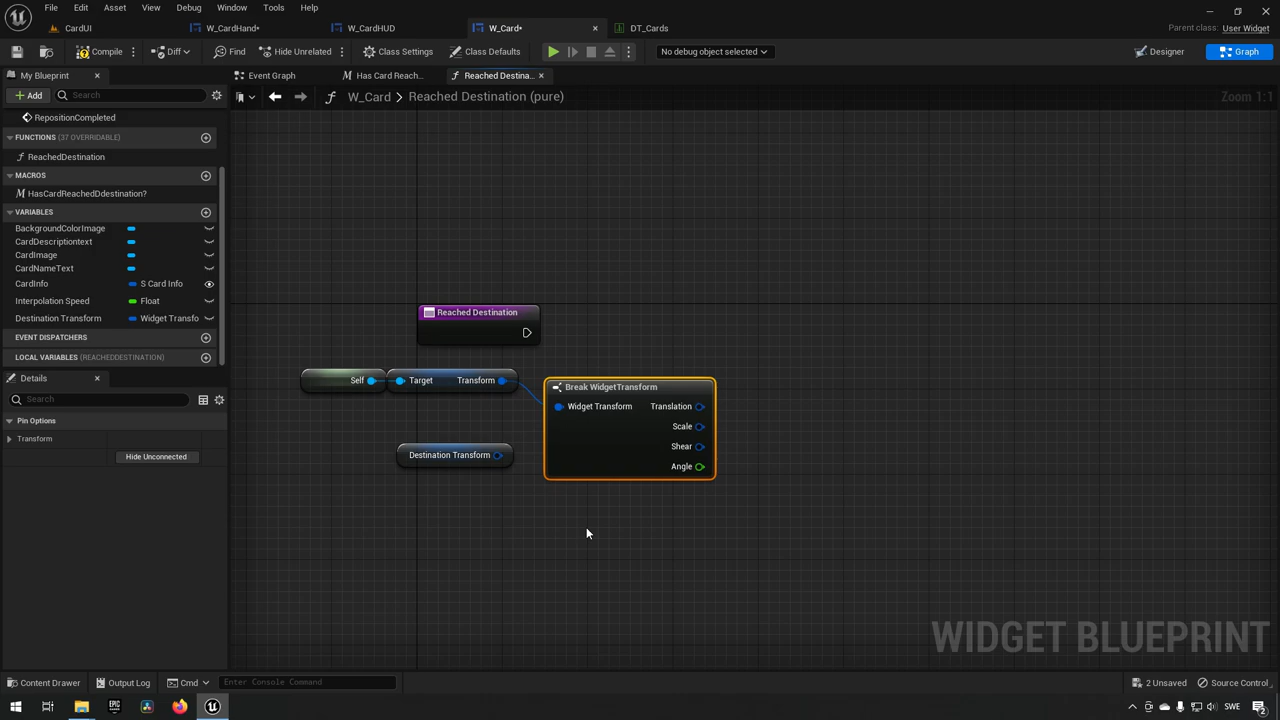 File Edit Asset View Debug Window Tools Help
CardUI W_CardHand* W_CardHUD W_Card* DT_Cards
Parent class: User Widget
Compile Diff Find Hide Unrelated Class Settings Class Defaults No debug object selected Designer Graph
My Blueprint Event Graph Has Card Reach... Reached Destina...
Add Search W_Card > Reached Destination (pure) Zoom 1:1
RepositionCompleted
FUNCTIONS (37 OVERRIDABLE)
ReachedDestination
MACROS
HasCardReachedDdestination?
VARIABLES
BackgroundColorImage
CardDescriptiontext
CardImage
CardNameText
CardInfo S Card Info
Interpolation Speed Float
Destination Transform Widget Transfo
EVENT DISPATCHERS
LOCAL VARIABLES (REACHEDDESTINATION)
Details
Search
Pin Options
Transform
Hide Unconnected
Reached Destination
Self Target Transform
Break WidgetTransform
Widget Transform Translation
Scale
Shear
Angle
Destination Transform
WIDGET BLUEPRINT
Content Drawer Output Log Cmd Enter Console Command 2 Unsaved Source Control
EPIC GAMES SWE 2